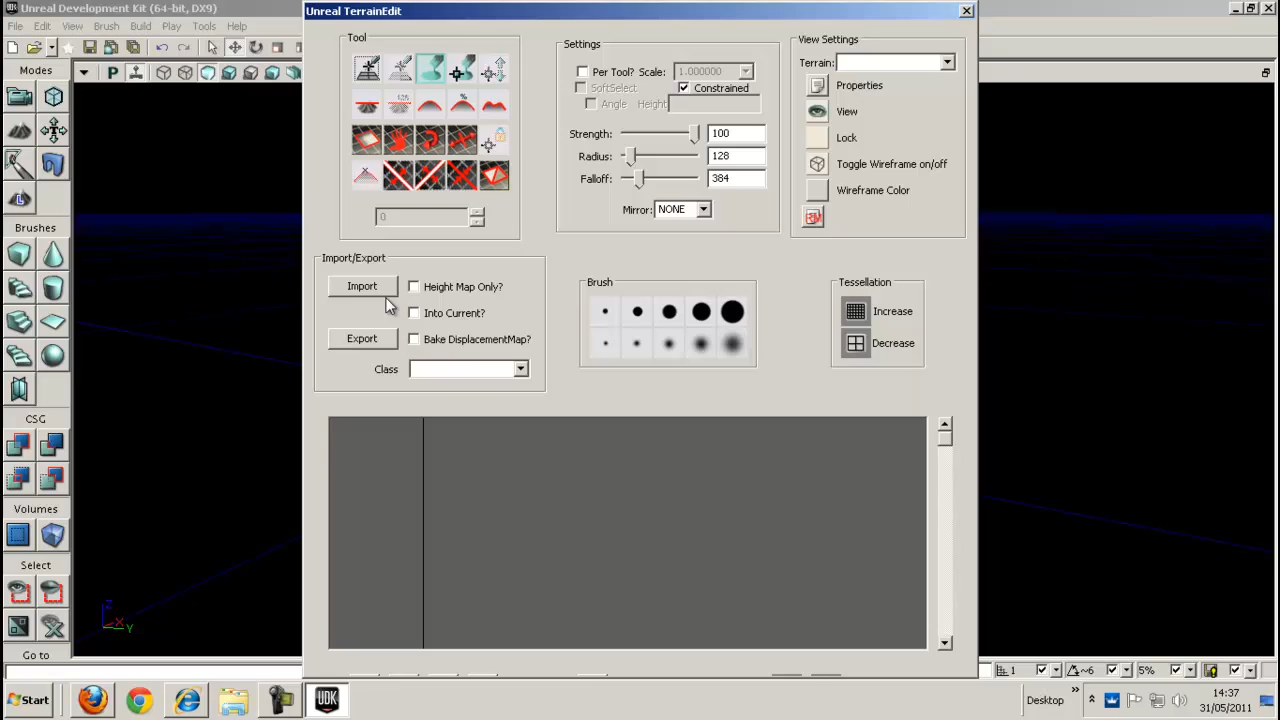 Unreal Development Kit (64-bit, DX9)
File Edit View Brush Build Play Tools Help
Modes
Brushes
CSG
Volumes
Select
Go to
Unreal TerrainEdit
Tool
0
Settings
Per Tool? Scale: 1.000000
SoftSelect Constrained
Angle Height
Strength: 100
Radius: 128
Falloff: 384
Mirror: NONE
View Settings
Terrain:
Properties
View
Lock
Toggle Wireframe on/off
Wireframe Color
Import/Export
Import Height Map Only?
Into Current?
Export Bake DisplacementMap?
Class
Brush
Tessellation
Increase
Decrease
P
Z
X
Y
1 6 5%
Start
UDK
Desktop
14:37
31/05/2011